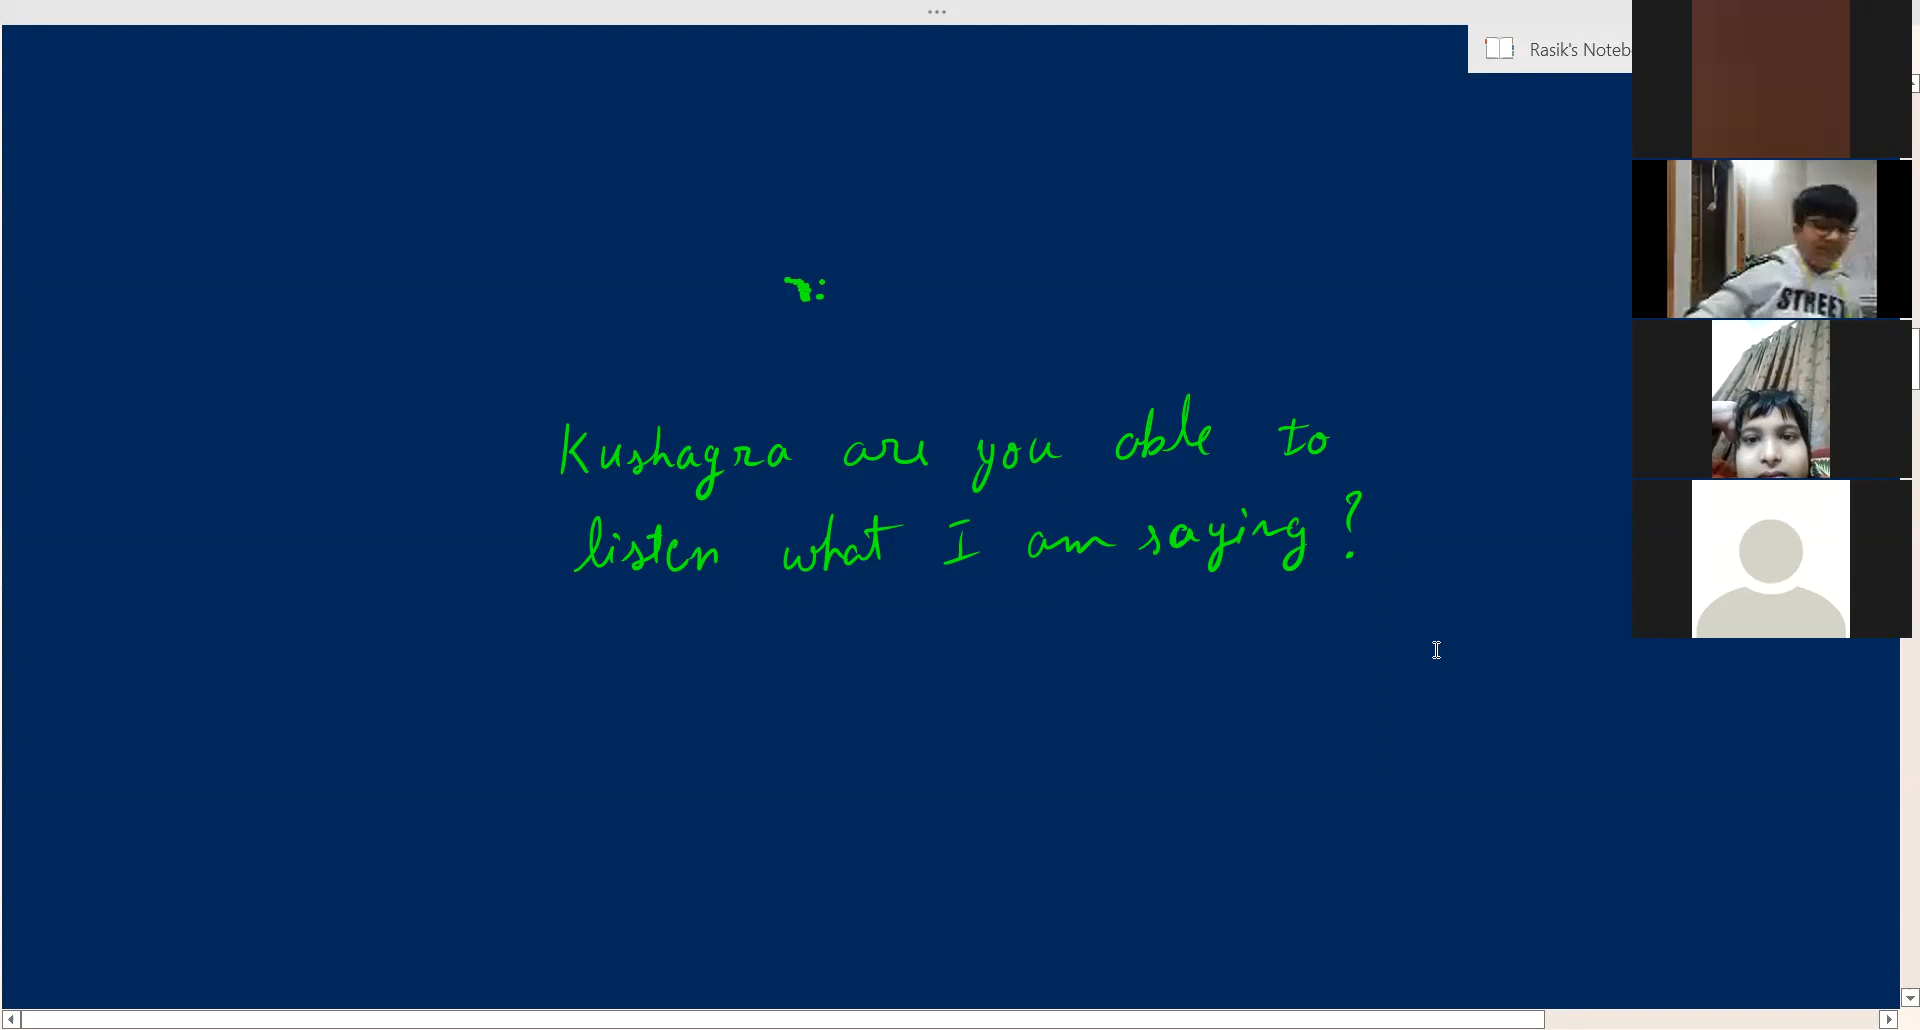 Rasik's Noteb
STREET
Kushagra are you able to
listen what I am saying?